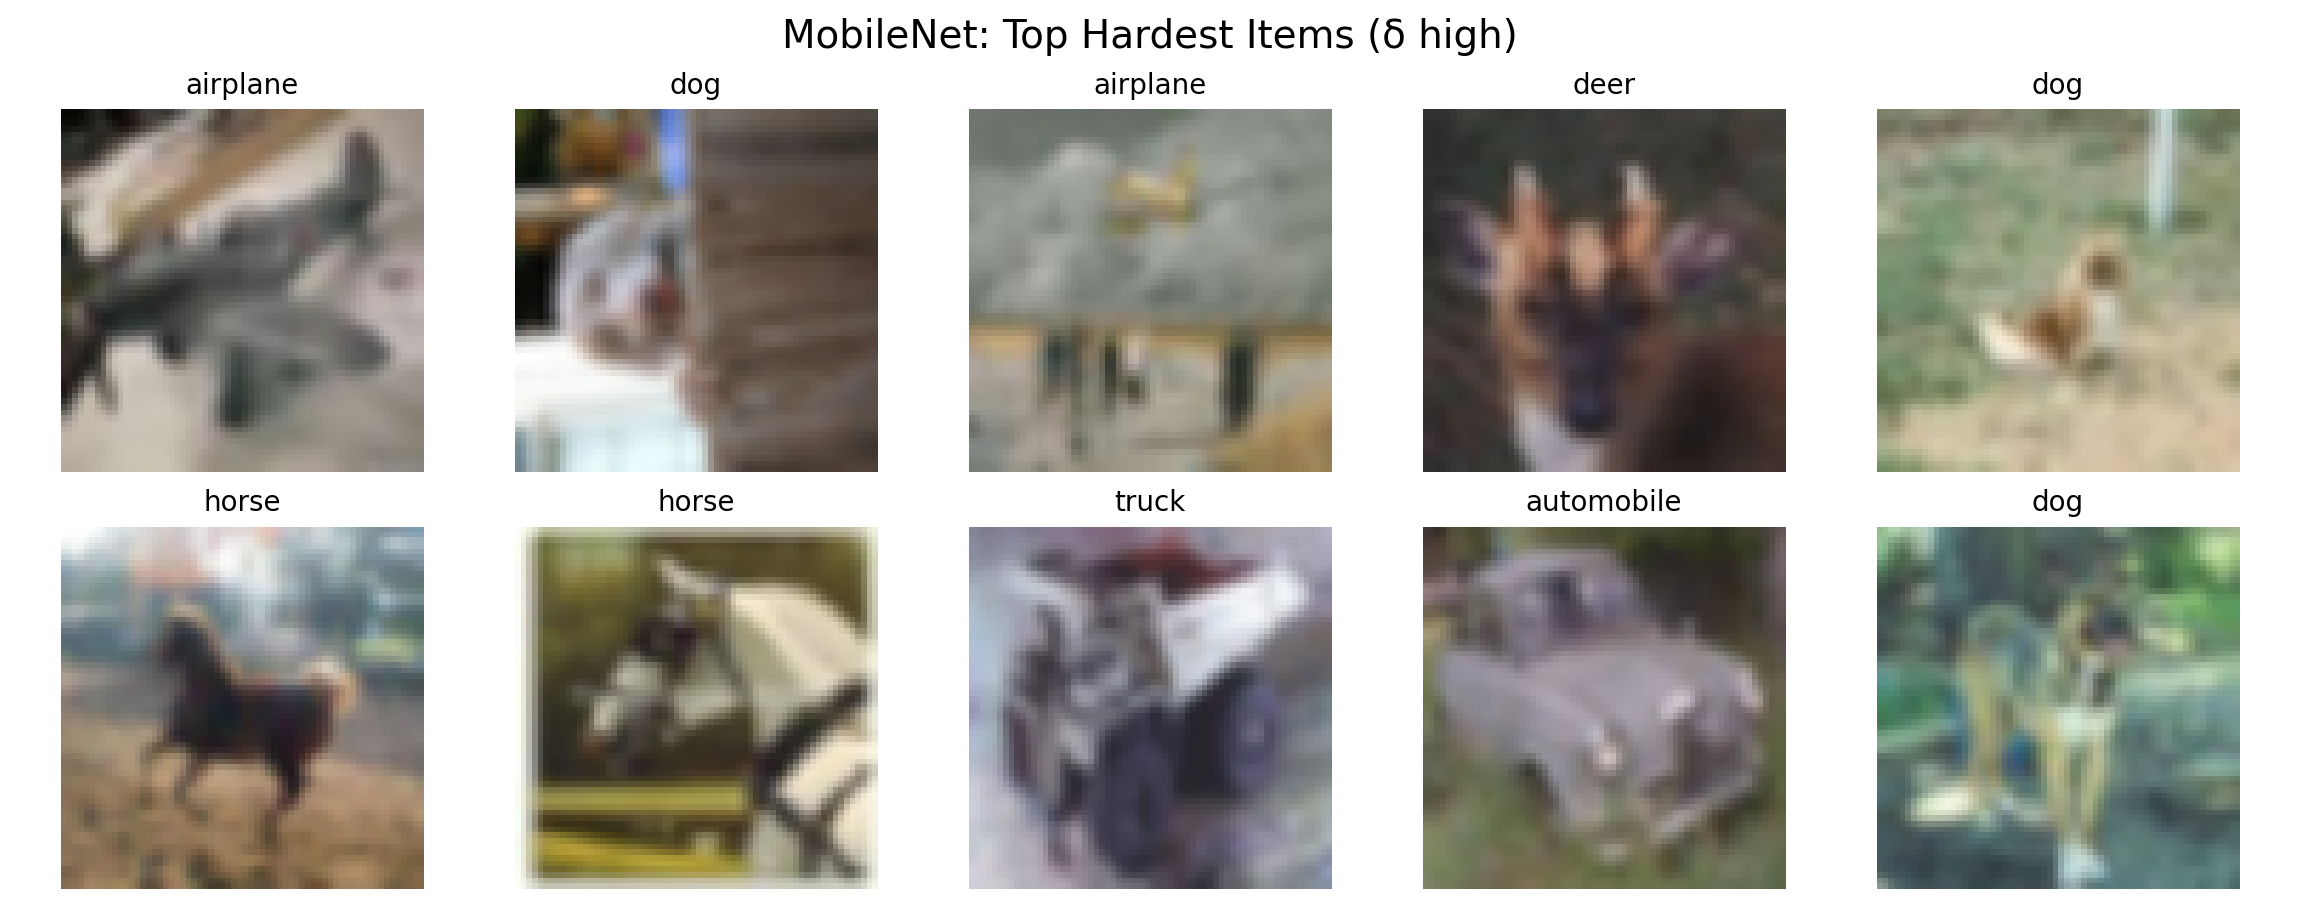 MobileNet: Top Hardest Items (δ high)
airplane
dog
airplane
deer
dog
horse
horse
truck
automobile
dog